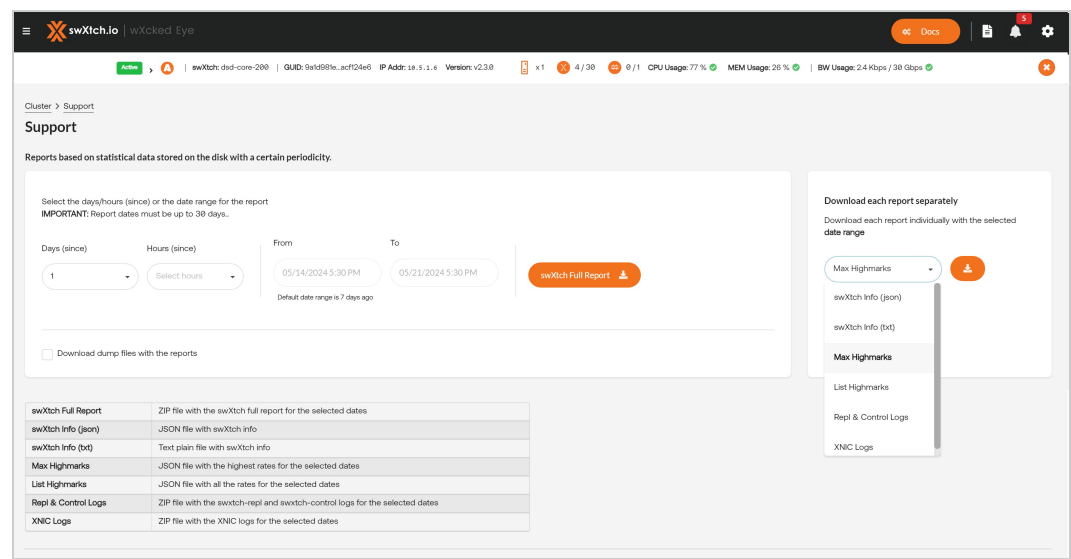 swXtch.io | wXcked Eye
Docs
5
Active > A | swXtch: dsd-core-200 | GUID: 9a1d981e...acf124e6 IP Addr: 10.5.1.6 Version: v2.3.0 x1 4/30 0/1 CPU Usage: 77 % MEM Usage: 26 % | BW Usage: 2.4 Kbps / 30 Gbps
Cluster > Support
Support
Reports based on statistical data stored on the disk with a certain periodicity.
Select the days/hours (since) or the date range for the report
IMPORTANT: Report dates must be up to 30 days..
Days (since)
Hours (since)
From
To
1
Select hours
05/14/2024 5:30 PM
05/21/2024 5:30 PM
swXtch Full Report
Default date range is 7 days ago
Download dump files with the reports
Download each report separately
Download each report individually with the selected
date range
Max Highmarks
swXtch Info (json)
swXtch Info (txt)
Max Highmarks
List Highmarks
Repl & Control Logs
XNIC Logs
swXtch Full Report ZIP file with the swXtch full report for the selected dates
swXtch Info (json) JSON file with swXtch info
swXtch Info (txt) Text plain file with swXtch info
Max Highmarks JSON file with the highest rates for the selected dates
List Highmarks JSON file with all the rates for the selected dates
Repl & Control Logs ZIP file with the swxtch-repl and swxtch-control logs for the selected dates
XNIC Logs ZIP file with the XNIC logs for the selected dates